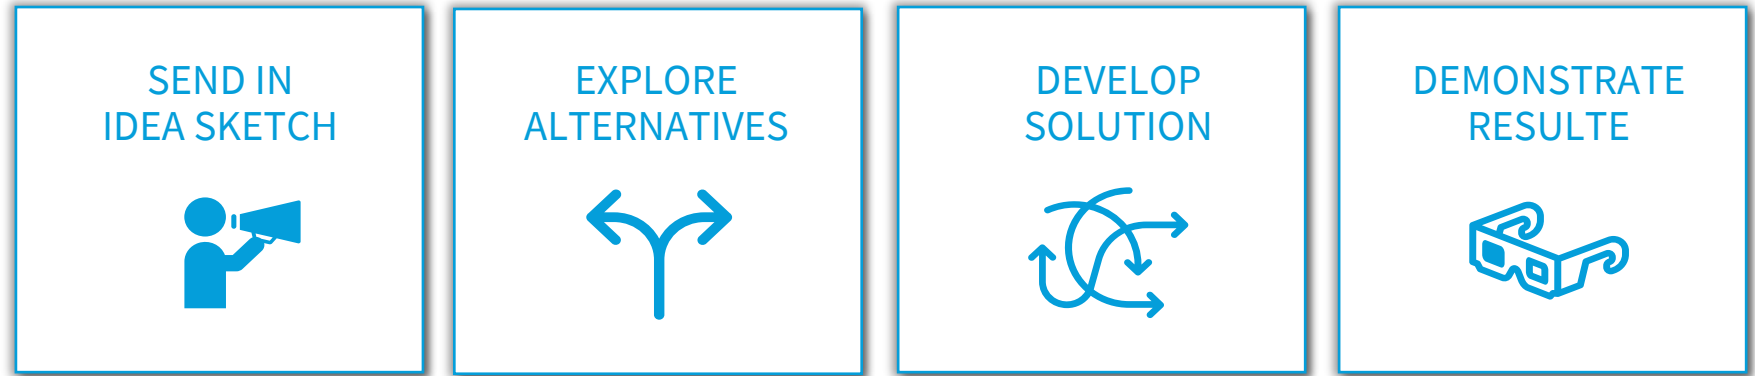 SEND IN
IDEA SKETCH
EXPLORE
ALTERNATIVES
DEVELOP
SOLUTION
DEMONSTRATE
RESULTE